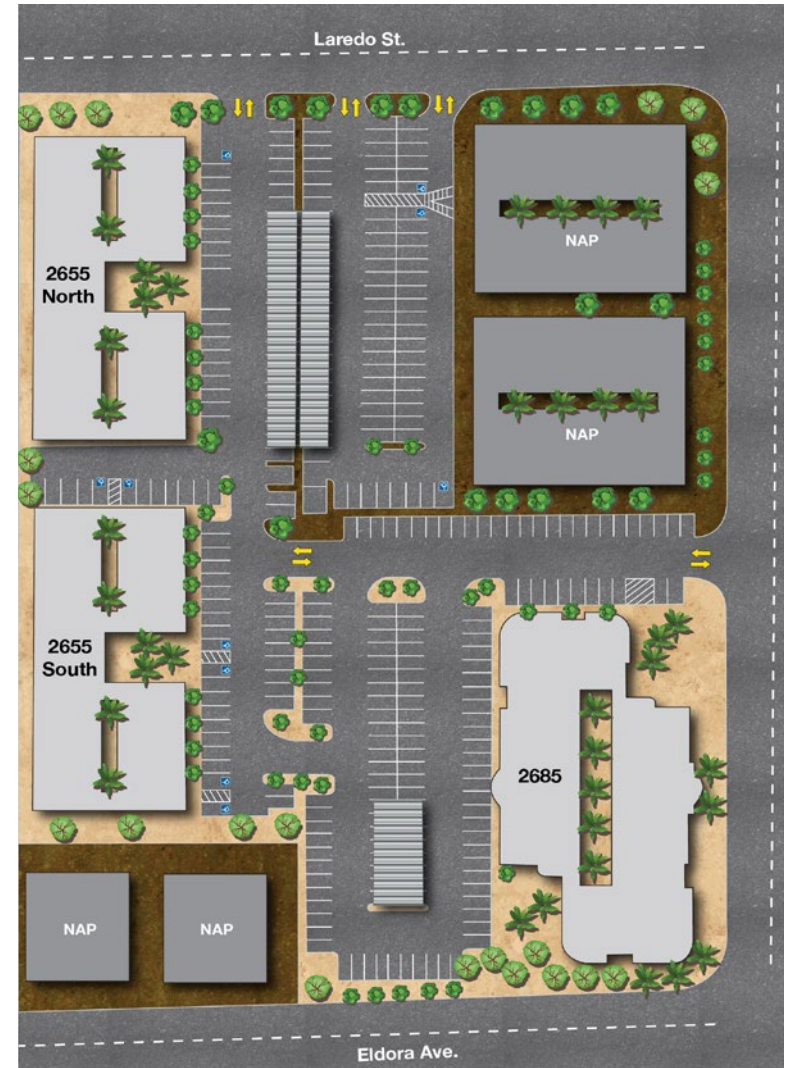 Laredo St.
NAP
2655
North
NAP
2655
South
2685
NAP
NAP
Eldora Ave.